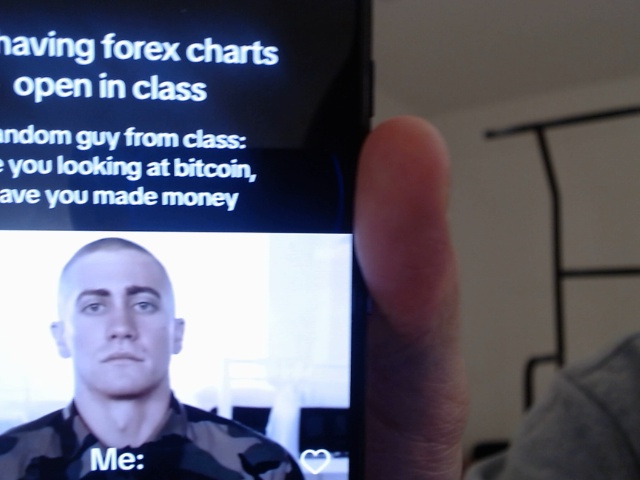 having forex charts
open in class
andom guy from class:
e you looking at bitcoin,
ave you made money
Me: